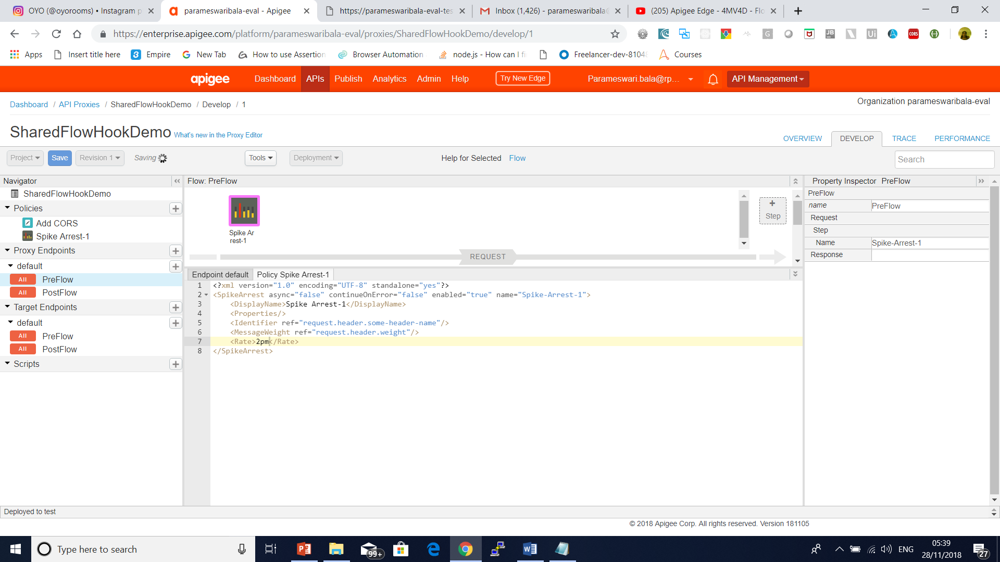 OYO (@oyorooms) • Instagram p
parameswaribala-eval - Apigee
https://parameswaribala-eval-tes
Inbox (1,426) - parameswaribala
(205) Apigee Edge - 4MV4D - Flo
https://enterprise.apigee.com/platform/parameswaribala-eval/proxies/SharedFlowHookDemo/develop/1
Apps
Insert title here
Empire
New Tab
How to use Assertion
Browser Automation
node.js - How can I fi
Freelancer-dev-81048
Courses
apigee
Dashboard
APIs
Publish
Analytics
Admin
Help
Try New Edge
Parameswari.bala@rp...
API Management
Dashboard / API Proxies / SharedFlowHookDemo / Develop / 1
Organization parameswaribala-eval
SharedFlowHookDemo What's new in the Proxy Editor
OVERVIEW
DEVELOP
TRACE
PERFORMANCE
Project
Save
Revision 1
Saving
Tools
Deployment
Help for Selected Flow
Search
Navigator
SharedFlowHookDemo
Policies
Add CORS
Spike Arrest-1
Proxy Endpoints
default
All PreFlow
All PostFlow
Target Endpoints
default
All PreFlow
All PostFlow
Scripts
Flow: PreFlow
Spike Ar
rest-1
+
Step
REQUEST
Endpoint default
Policy Spike Arrest-1
1 <?xml version="1.0" encoding="UTF-8" standalone="yes"?>
2 <SpikeArrest async="false" continueOnError="false" enabled="true" name="Spike-Arrest-1">
3 <DisplayName>Spike Arrest-1</DisplayName>
4 <Properties/>
5 <Identifier ref="request.header.some-header-name"/>
6 <MessageWeight ref="request.header.weight"/>
7 <Rate>2pm</Rate>
8 </SpikeArrest>
Property Inspector PreFlow
PreFlow
name PreFlow
Request
Step
Name Spike-Arrest-1
Response
Deployed to test
© 2018 Apigee Corp. All rights reserved. Version 181105
Type here to search
99+
ENG
05:39
28/11/2018
27